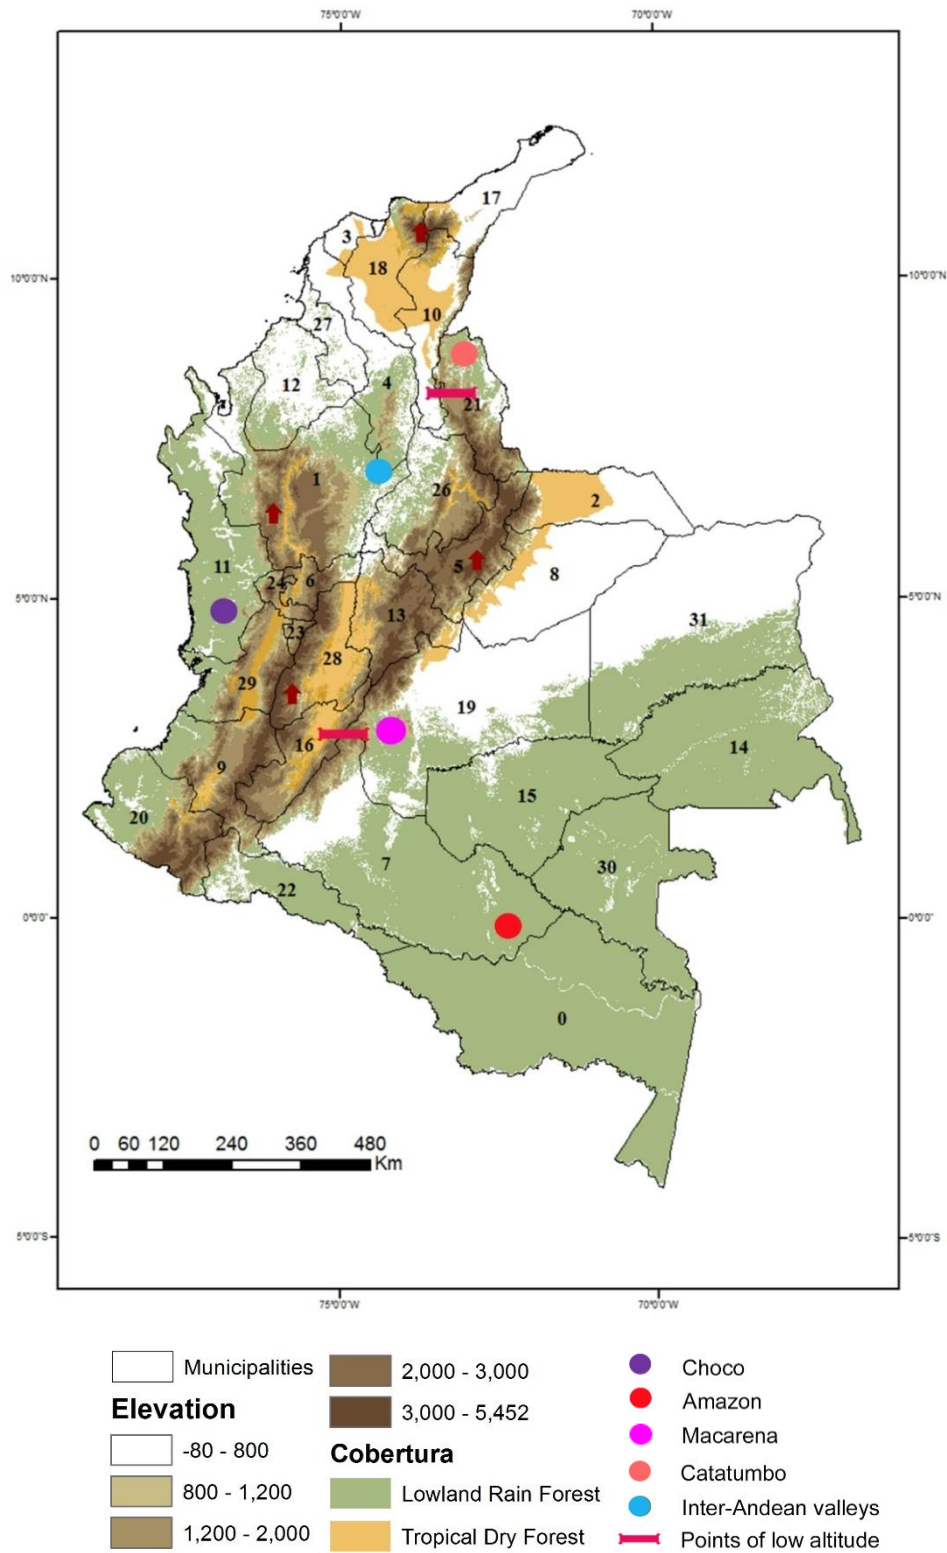 75°0'0"W 70°0'0"W
17
3
18
10°0'0"N 10°0'0"N
10
27
4
12
21
1
26
2
11
5
8
24
6
5°0'0"N 5°0'0"N
13
31
23
28
29
19
16
14
9
15
20
7
30
22
0°0'0" 0°0'0"
0
0 60 120 240 360 480
Km
5°0'0"S 5°0'0"S
75°0'0"W 70°0'0"W
Municipalities
Elevation
-80 - 800
800 - 1,200
1,200 - 2,000
2,000 - 3,000
3,000 - 5,452
Cobertura
Lowland Rain Forest
Tropical Dry Forest
Choco
Amazon
Macarena
Catatumbo
Inter-Andean valleys
Points of low altitude